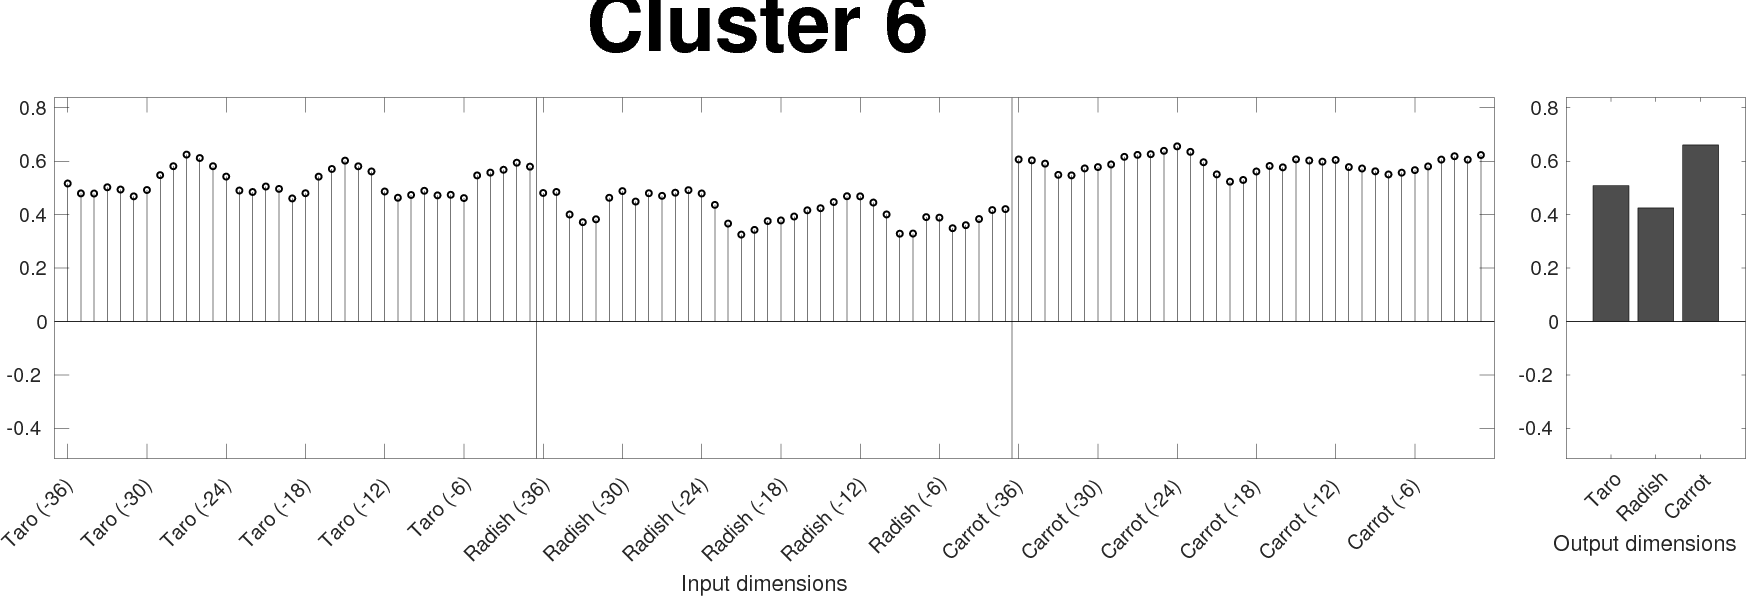 Cluster 6
0.8
0.6
0.4
0.2
0
-0.2
-0.4
Taro (-36)
Taro (-30)
Taro (-24)
Taro (-18)
Taro (-12)
Taro (-6)
Radish (-36)
Radish (-30)
Radish (-24)
Radish (-18)
Radish (-12)
Radish (-6)
Carrot (-36)
Carrot (-30)
Carrot (-24)
Carrot (-18)
Carrot (-12)
Carrot (-6)
Input dimensions
0.8
0.6
0.4
0.2
0
-0.2
-0.4
Taro
Radish
Carrot
Output dimensions